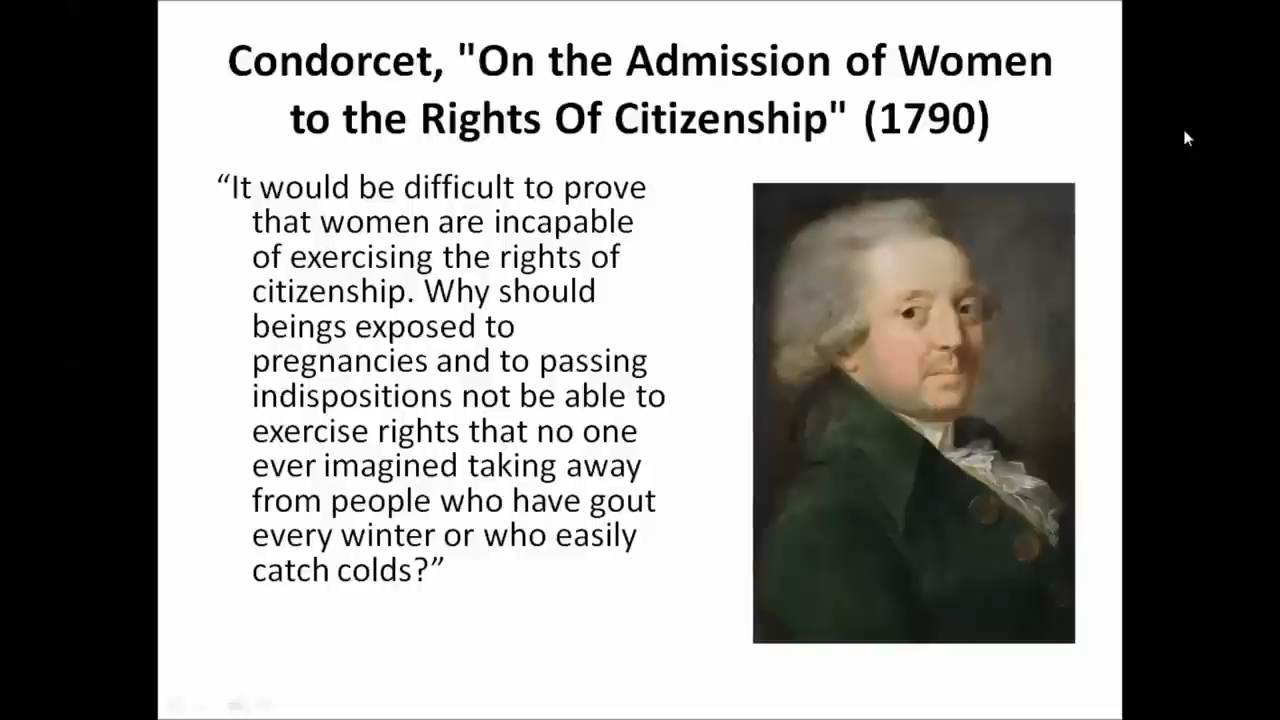 Condorcet, "On the Admission of Women
to the Rights Of Citizenship" (1790)
“It would be difficult to prove
that women are incapable
of exercising the rights of
citizenship. Why should
beings exposed to
pregnancies and to passing
indispositions not be able to
exercise rights that no one
ever imagined taking away
from people who have gout
every winter or who easily
catch colds?”